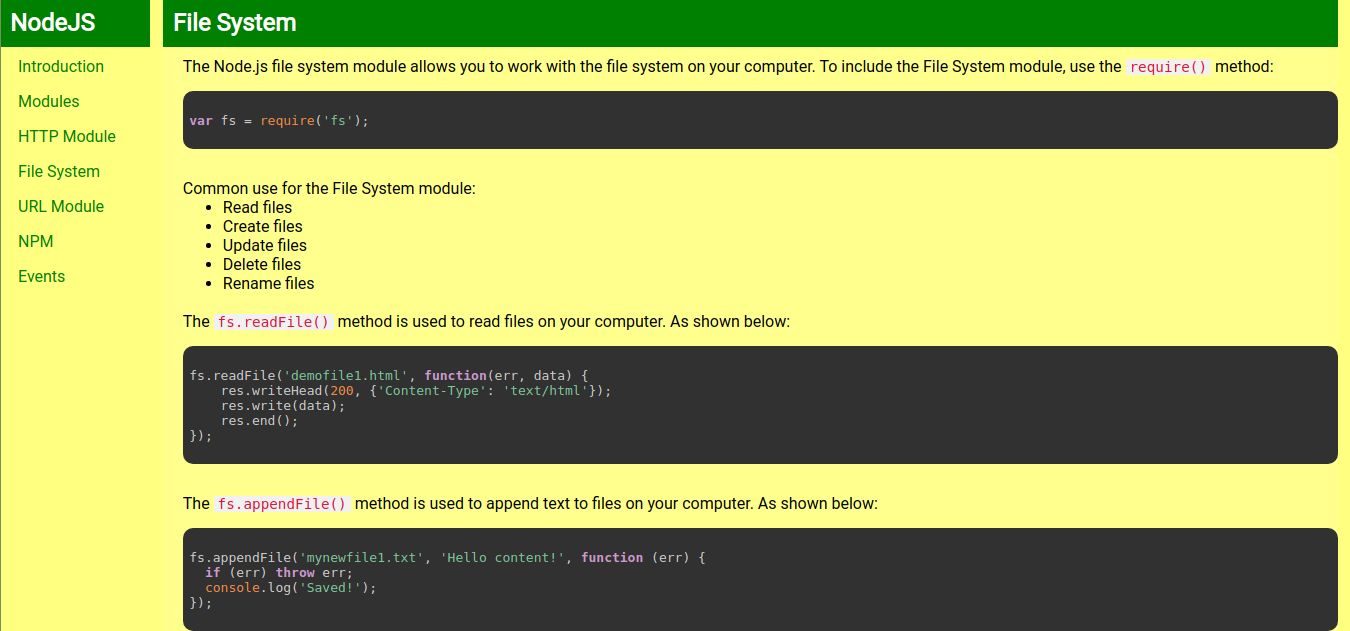 NodeJS
Introduction
Modules
HTTP Module
File System
URL Module
NPM
Events
File System
The Node.js file system module allows you to work with the file system on your computer. To include the File System module, use the require() method:
var fs = require('fs');
Common use for the File System module:
Read files
Create files
Update files
Delete files
Rename files
The fs.readFile() method is used to read files on your computer. As shown below:
fs.readFile('demofile1.html', function(err, data) {
    res.writeHead(200, {'Content-Type': 'text/html'});
    res.write(data);
    res.end();
});
The fs.appendFile() method is used to append text to files on your computer. As shown below:
fs.appendFile('mynewfile1.txt', 'Hello content!', function (err) {
  if (err) throw err;
  console.log('Saved!');
});